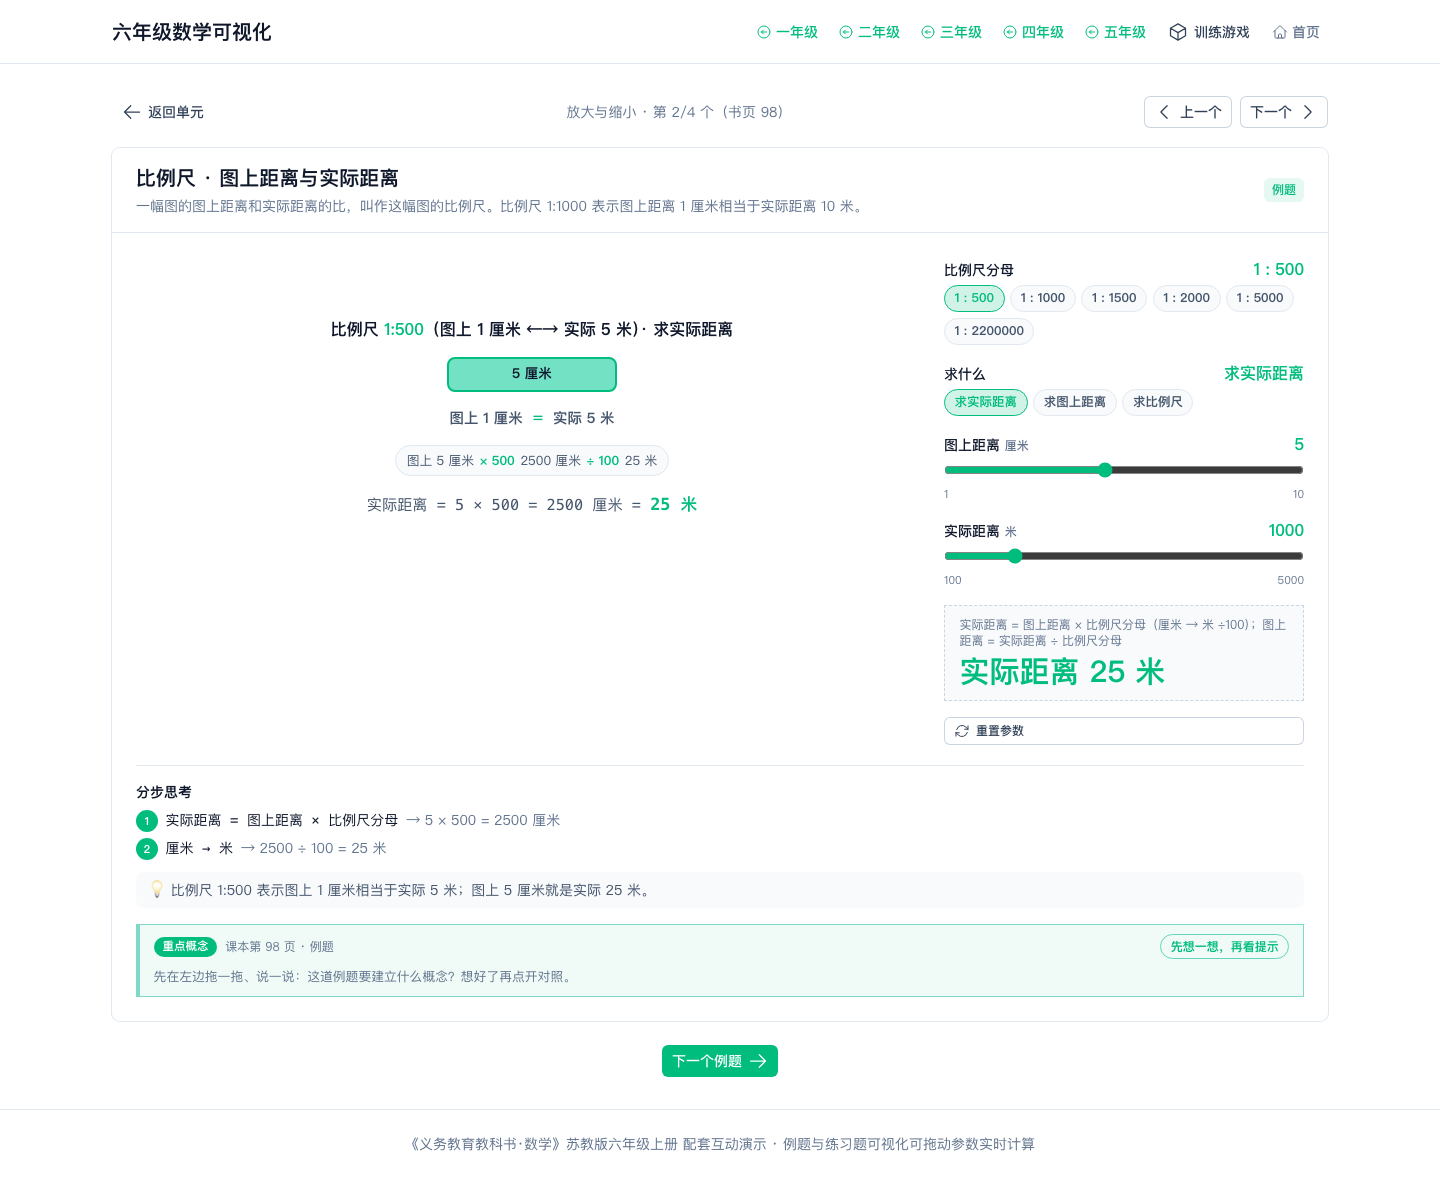 六年级数学可视化
一年级 二年级 三年级 四年级 五年级 训练游戏 首页
返回单元
放大与缩小 · 第 2/4 个（书页 98）
上一个 下一个
比例尺 · 图上距离与实际距离
一幅图的图上距离和实际距离的比，叫作这幅图的比例尺。比例尺 1:1000 表示图上距离 1 厘米相当于实际距离 10 米。
例题
比例尺 1:500（图上 1 厘米 ⟷ 实际 5 米）· 求实际距离
5 厘米
图上 1 厘米 = 实际 5 米
图上 5 厘米 × 500 2500 厘米 ÷ 100 25 米
实际距离 = 5 × 500 = 2500 厘米 = 25 米
比例尺分母 1 : 500
1 : 500 1 : 1000 1 : 1500 1 : 2000 1 : 5000
1 : 2200000
求什么 求实际距离
求实际距离 求图上距离 求比例尺
图上距离 厘米 5
1 10
实际距离 米 1000
100 5000
实际距离 = 图上距离 × 比例尺分母（厘米 → 米 ÷100）；图上
距离 = 实际距离 ÷ 比例尺分母
实际距离 25 米
重置参数
分步思考
1 实际距离 = 图上距离 × 比例尺分母 → 5 × 500 = 2500 厘米
2 厘米 → 米 → 2500 ÷ 100 = 25 米
💡 比例尺 1:500 表示图上 1 厘米相当于实际 5 米；图上 5 厘米就是实际 25 米。
重点概念 课本第 98 页 · 例题
先想一想，再看提示
先在左边拖一拖、说一说：这道例题要建立什么概念？想好了再点开对照。
下一个例题 →
《义务教育教科书·数学》苏教版六年级上册 配套互动演示 · 例题与练习题可视化可拖动参数实时计算